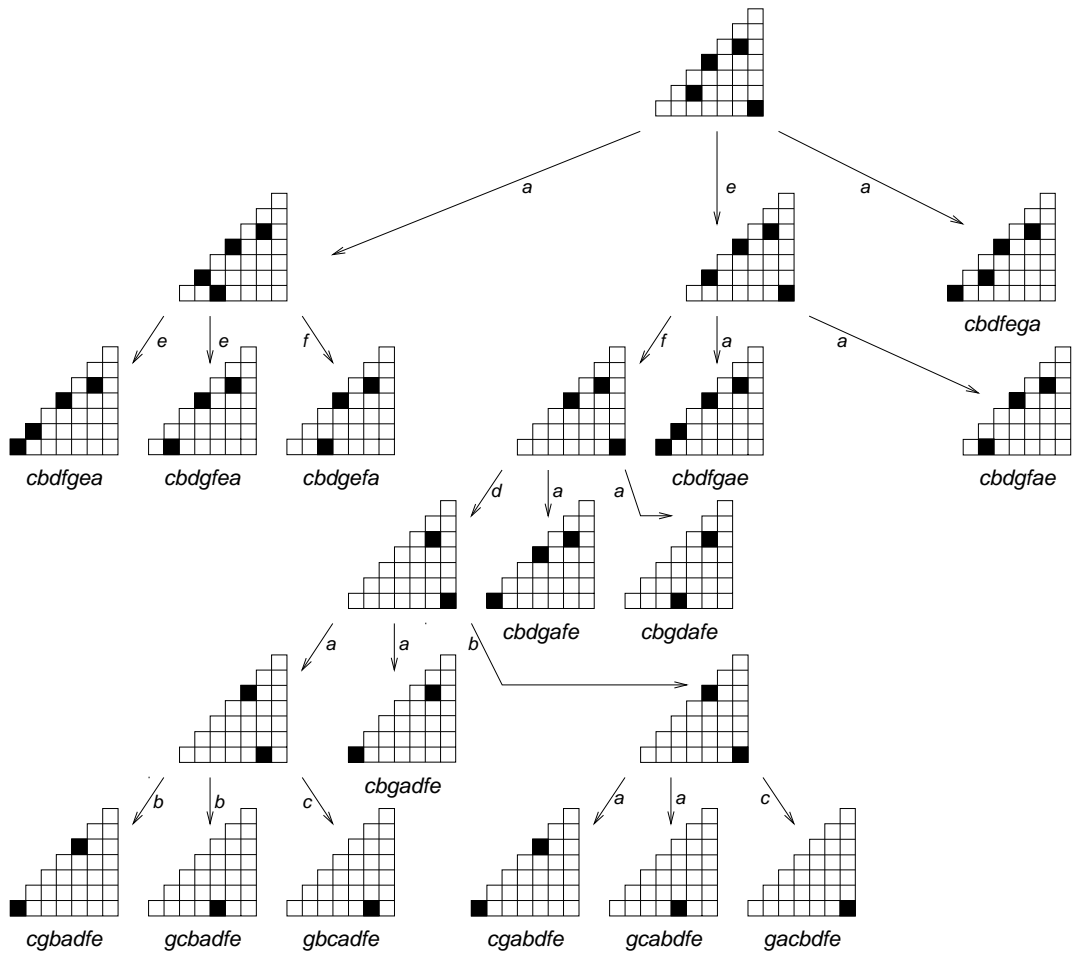 a
e
a
cbdfega
e
e
f
f
a
a
cbdfgea
cbdgfea
cbdgefa
cbdfgae
cbdgfae
d
a
a
cbdgafe
cbgdafe
a
a
b
cbgadfe
b
b
c
a
a
c
cgbadfe
gcbadfe
gbcadfe
cgabdfe
gcabdfe
gacbdfe